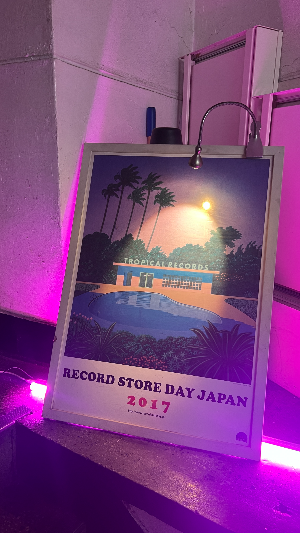 TROPICAL RECORDS
RECORD STORE DAY JAPAN
2017